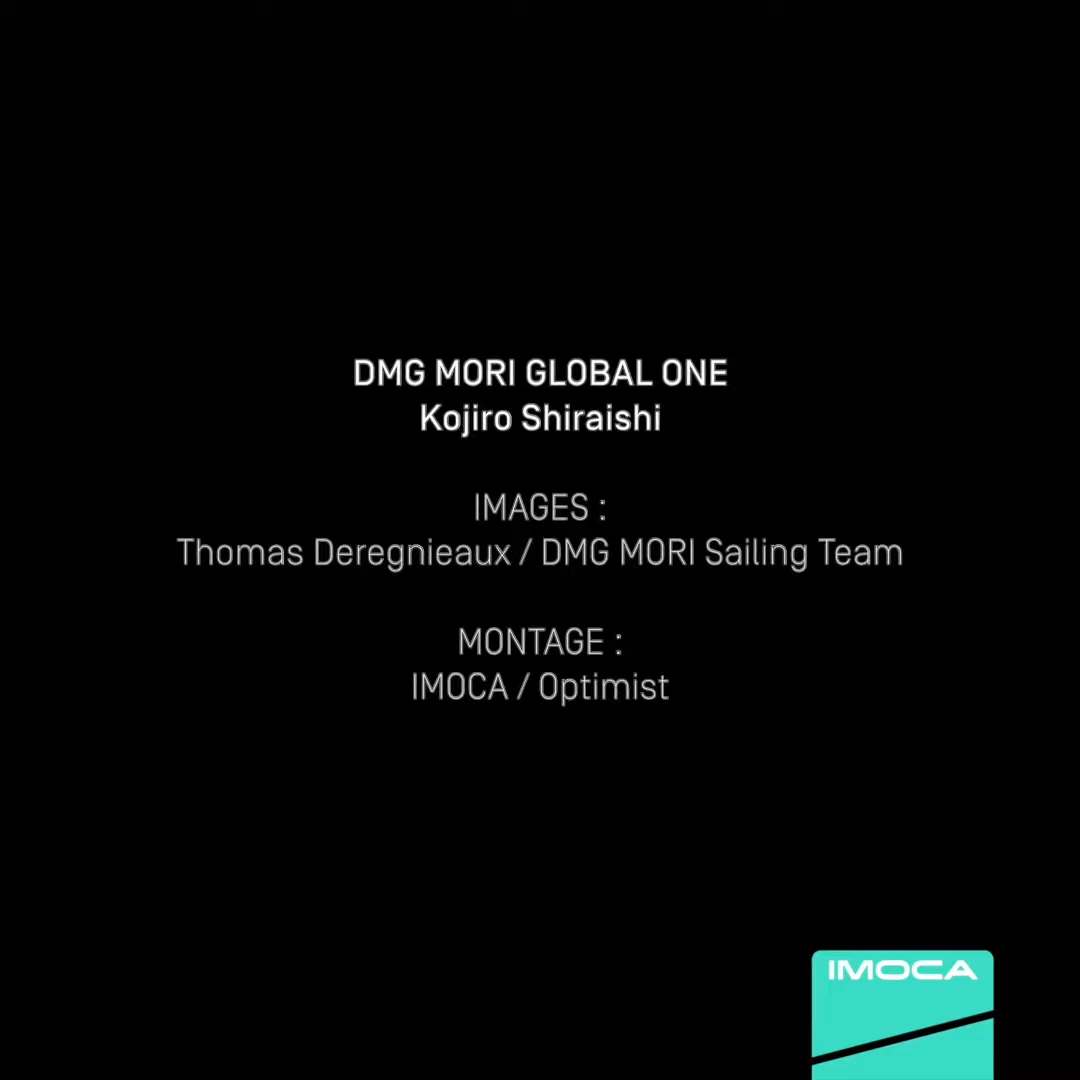 DMG MORI GLOBAL ONE
Kojiro Shiraishi
IMAGES :
Thomas Deregnieaux / DMG MORI Sailing Team
MONTAGE :
IMOCA / Optimist
IMOCA